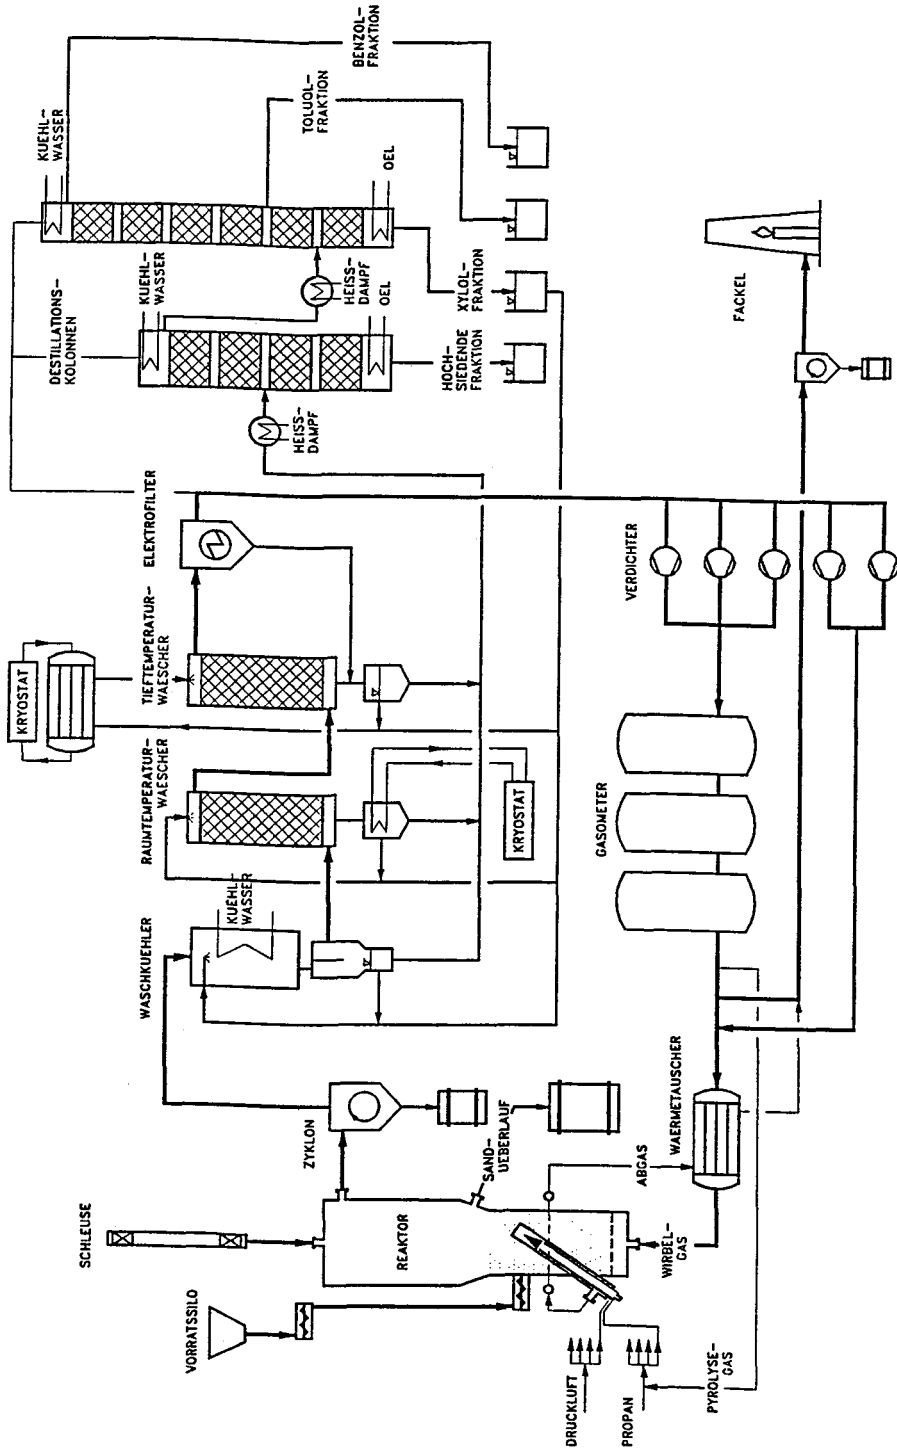 SCHLEUSE
VORRATSSILO
REAKTOR
DRUCKLUFT
PROPAN
PYROLYSE-
GAS
WIRBEL-
GAS
ABGAS
SAND-
UEBERLAUF
ZYKLON
WAERMETAUSCHER
WASCHKUEHLER
KUEHL-
WASSER
RAUMTEMPERATUR-
WAESCHER
KRYOSTAT
TIEFTEMPERATUR-
WAESCHER
KRYOSTAT
ELEKTROFILTER
GASOMETER
VERDICHTER
FACKEL
DESTILLATIONS-
KOLONNEN
KUEHL-
WASSER
HEISS-
DAMPF
OEL
HOCH-
SIEDENDE
FRAKTION
KUEHL-
WASSER
HEISS-
DAMPF
OEL
XYLOL-
FRAKTION
TOLUOL-
FRAKTION
BENZOL-
FRAKTION